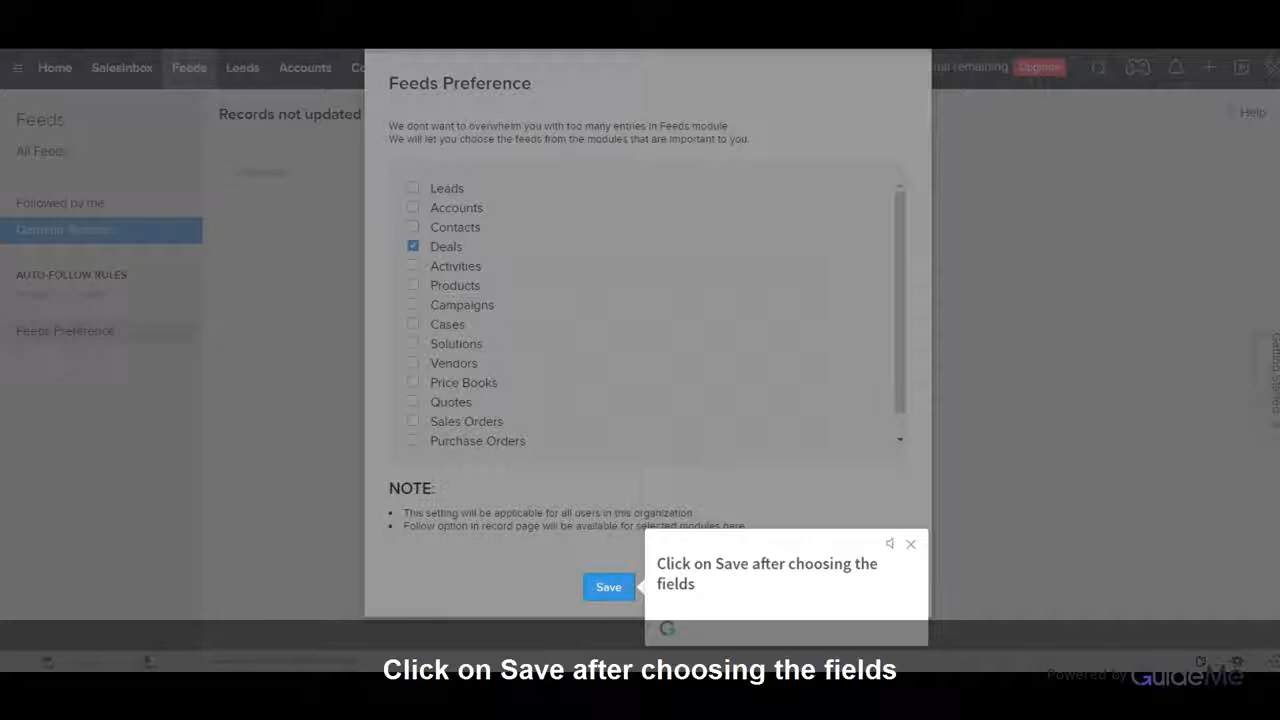 Home
SalesInbox
Feeds
Leads
Accounts
Upgrade
Feeds
All Feeds
Followed by me
AUTO-FOLLOW RULES
Feeds Preference
Records not updated
Help
Feeds Preference
We dont want to overwhelm you with too many entries in Feeds module
We will let you choose the feeds from the modules that are important to you.
Leads
Accounts
Contacts
Deals
Activities
Products
Campaigns
Cases
Solutions
Vendors
Price Books
Quotes
Sales Orders
Purchase Orders
NOTE:
This setting will be applicable for all users in this organization
Follow option in record page will be available for selected modules here
Save
Click on Save after choosing the
fields
Click on Save after choosing the fields
Powered by GuideMe